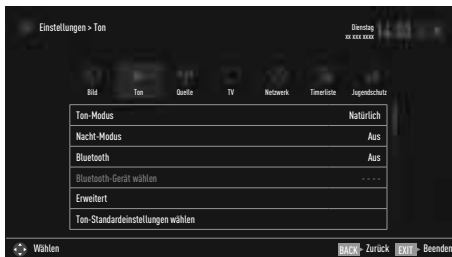 Einstellungen > Ton
Dienstag
xx xxx xxxx
Bild Ton Quelle TV Netzwerk Timerliste Jugendschutz
Ton-Modus Natürlich
Nacht-Modus Aus
Bluetooth Aus
Bluetooth-Gerät wählen - - - -
Erweitert
Ton-Standardeinstellungen wählen
Wählen BACK Zurück EXIT Beenden